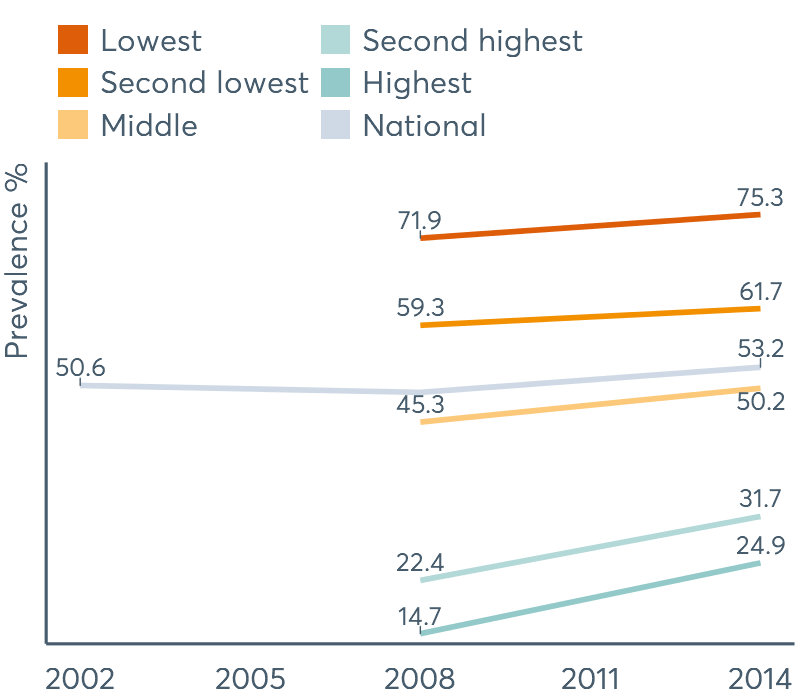 Lowest
Second lowest
Middle
Second highest
Highest
National
Prevalence %
75.3
71.9
61.7
59.3
53.2
50.6
45.3
50.2
31.7
24.9
22.4
14.7
2002 2005 2008 2011 2014